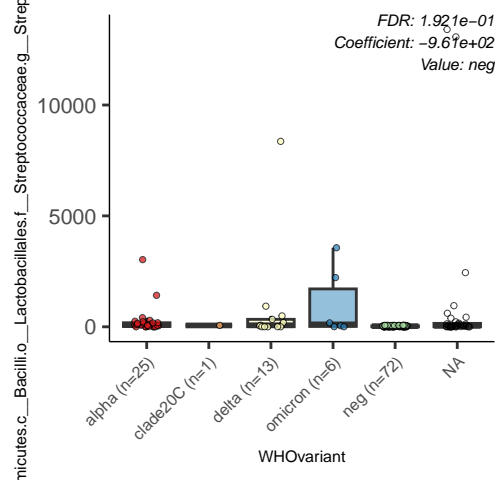 FDR: 1.921e−01
Coefficient: −9.61e+02
Value: neg
micutes.c__Bacilli.o__Lactobacillales.f__Streptococcaceae.g__Strep
10000
5000
0
alpha (n=25)
clade20C (n=1)
delta (n=13)
omicron (n=6)
neg (n=72)
NA
WHOvariant